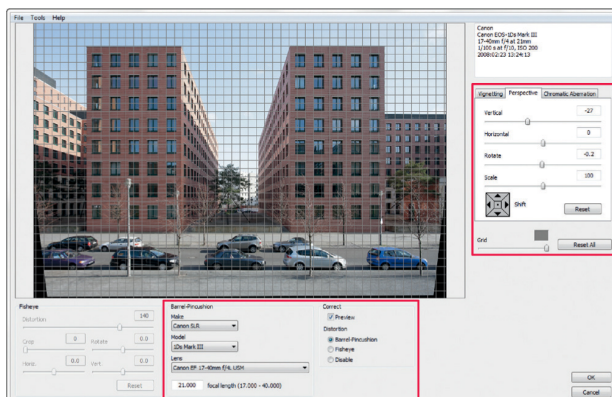 File Tools Help
Canon
Canon EOS-1Ds Mark III
17-40mm f/4 at 21mm
1/100 s at f/10, ISO 200
2008:02:23 13:24:13
Vignetting Perspective Chromatic Aberration
Vertical -27
Horizontal 0
Rotate -0.2
Scale 100
Shift Reset
Grid Reset All
Fisheye
Distortion 140
Crop 0 Rotate 0.0
Horiz. 0.0 Vert. 0.0
Reset
Barrel-Pincushion
Make
Canon SLR
Model
1Ds Mark III
Lens
Canon EF 17-40mm f/4L USM
21.000 focal length (17.000 - 40.000)
Correct
Preview
Distortion
Barrel-Pincushion
Fisheye
Disable
OK
Cancel